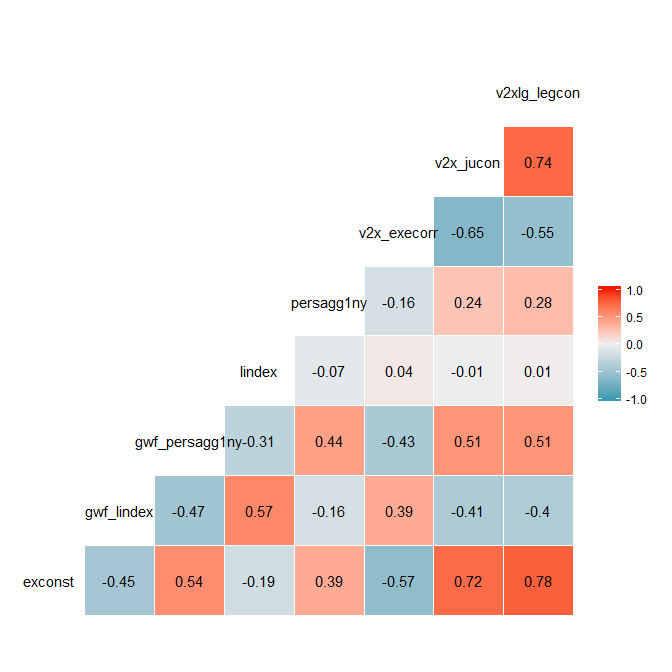 v2xlg_legcon
v2x_jucon 0.74
v2x_execorr -0.65 -0.55
persagg1ny -0.16 0.24 0.28
1.0
0.5
0.0
-0.5
-1.0
lindex -0.07 0.04 -0.01 0.01
gwf_persagg1ny -0.31 0.44 -0.43 0.51 0.51
gwf_lindex -0.47 0.57 -0.16 0.39 -0.41 -0.4
exconst -0.45 0.54 -0.19 0.39 -0.57 0.72 0.78